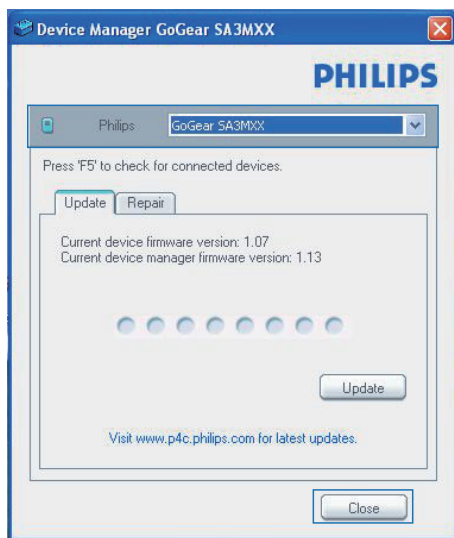 Device Manager GoGear SA3MXX
PHILIPS
Philips GoGear SA3MXX
Press 'F5' to check for connected devices.
Update Repair
Current device firmware version: 1.07
Current device manager firmware version: 1.13
Update
Visit www.p4c.philips.com for latest updates.
Close